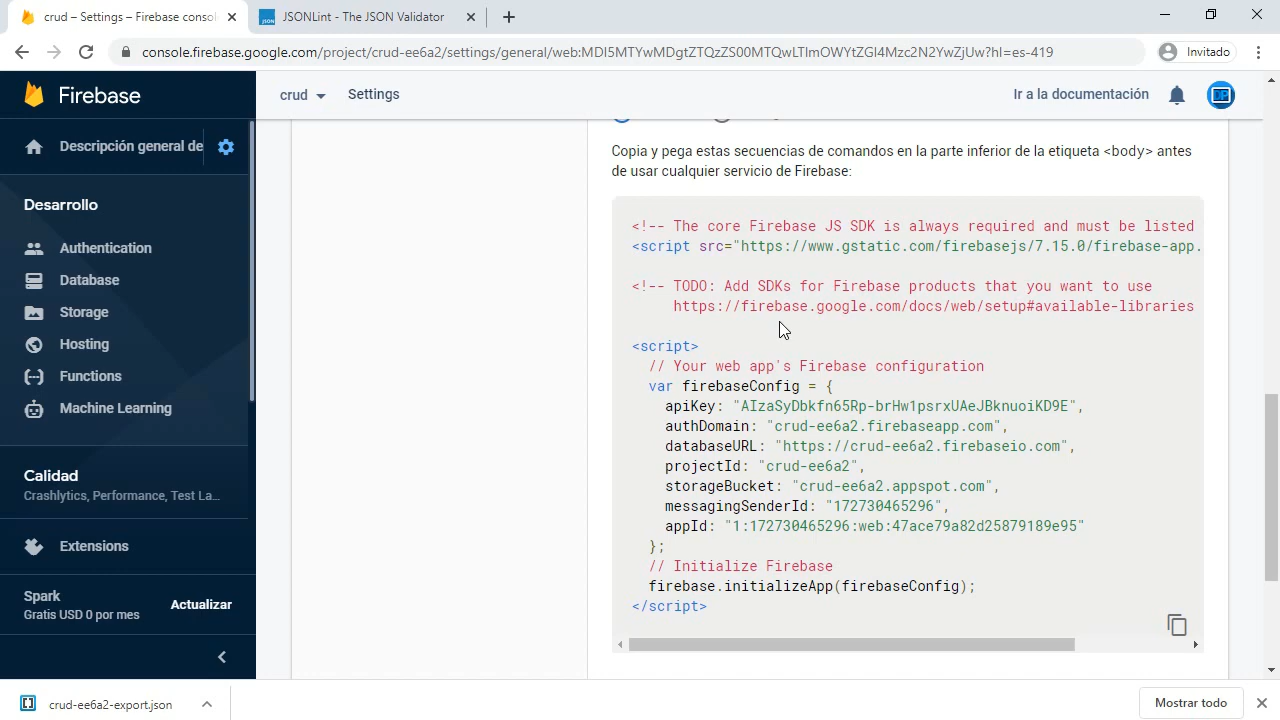 crud – Settings – Firebase consol
JSONLint - The JSON Validator
console.firebase.google.com/project/crud-ee6a2/settings/general/web:MDI5MTYwMDgtZTQzZS00MTQwLTlmOWYtZGI4Mzc2N2YwZjUw?hl=es-419
Invitado
Firebase
crud
Settings
Ir a la documentación
Descripción general de
Desarrollo
Authentication
Database
Storage
Hosting
Functions
Machine Learning
Calidad
Crashlytics, Performance, Test La...
Extensions
Spark
Gratis USD 0 por mes
Actualizar
Copia y pega estas secuencias de comandos en la parte inferior de la etiqueta <body> antes
de usar cualquier servicio de Firebase:
<!-- The core Firebase JS SDK is always required and must be listed
<script src="https://www.gstatic.com/firebasejs/7.15.0/firebase-app.
<!-- TODO: Add SDKs for Firebase products that you want to use
https://firebase.google.com/docs/web/setup#available-libraries
<script>
// Your web app's Firebase configuration
var firebaseConfig = {
apiKey: "AIzaSyDbkfn65Rp-brHw1psrxUAeJBknuoiKD9E",
authDomain: "crud-ee6a2.firebaseapp.com",
databaseURL: "https://crud-ee6a2.firebaseio.com",
projectId: "crud-ee6a2",
storageBucket: "crud-ee6a2.appspot.com",
messagingSenderId: "172730465296",
appId: "1:172730465296:web:47ace79a82d25879189e95"
};
// Initialize Firebase
firebase.initializeApp(firebaseConfig);
</script>
crud-ee6a2-export.json
Mostrar todo